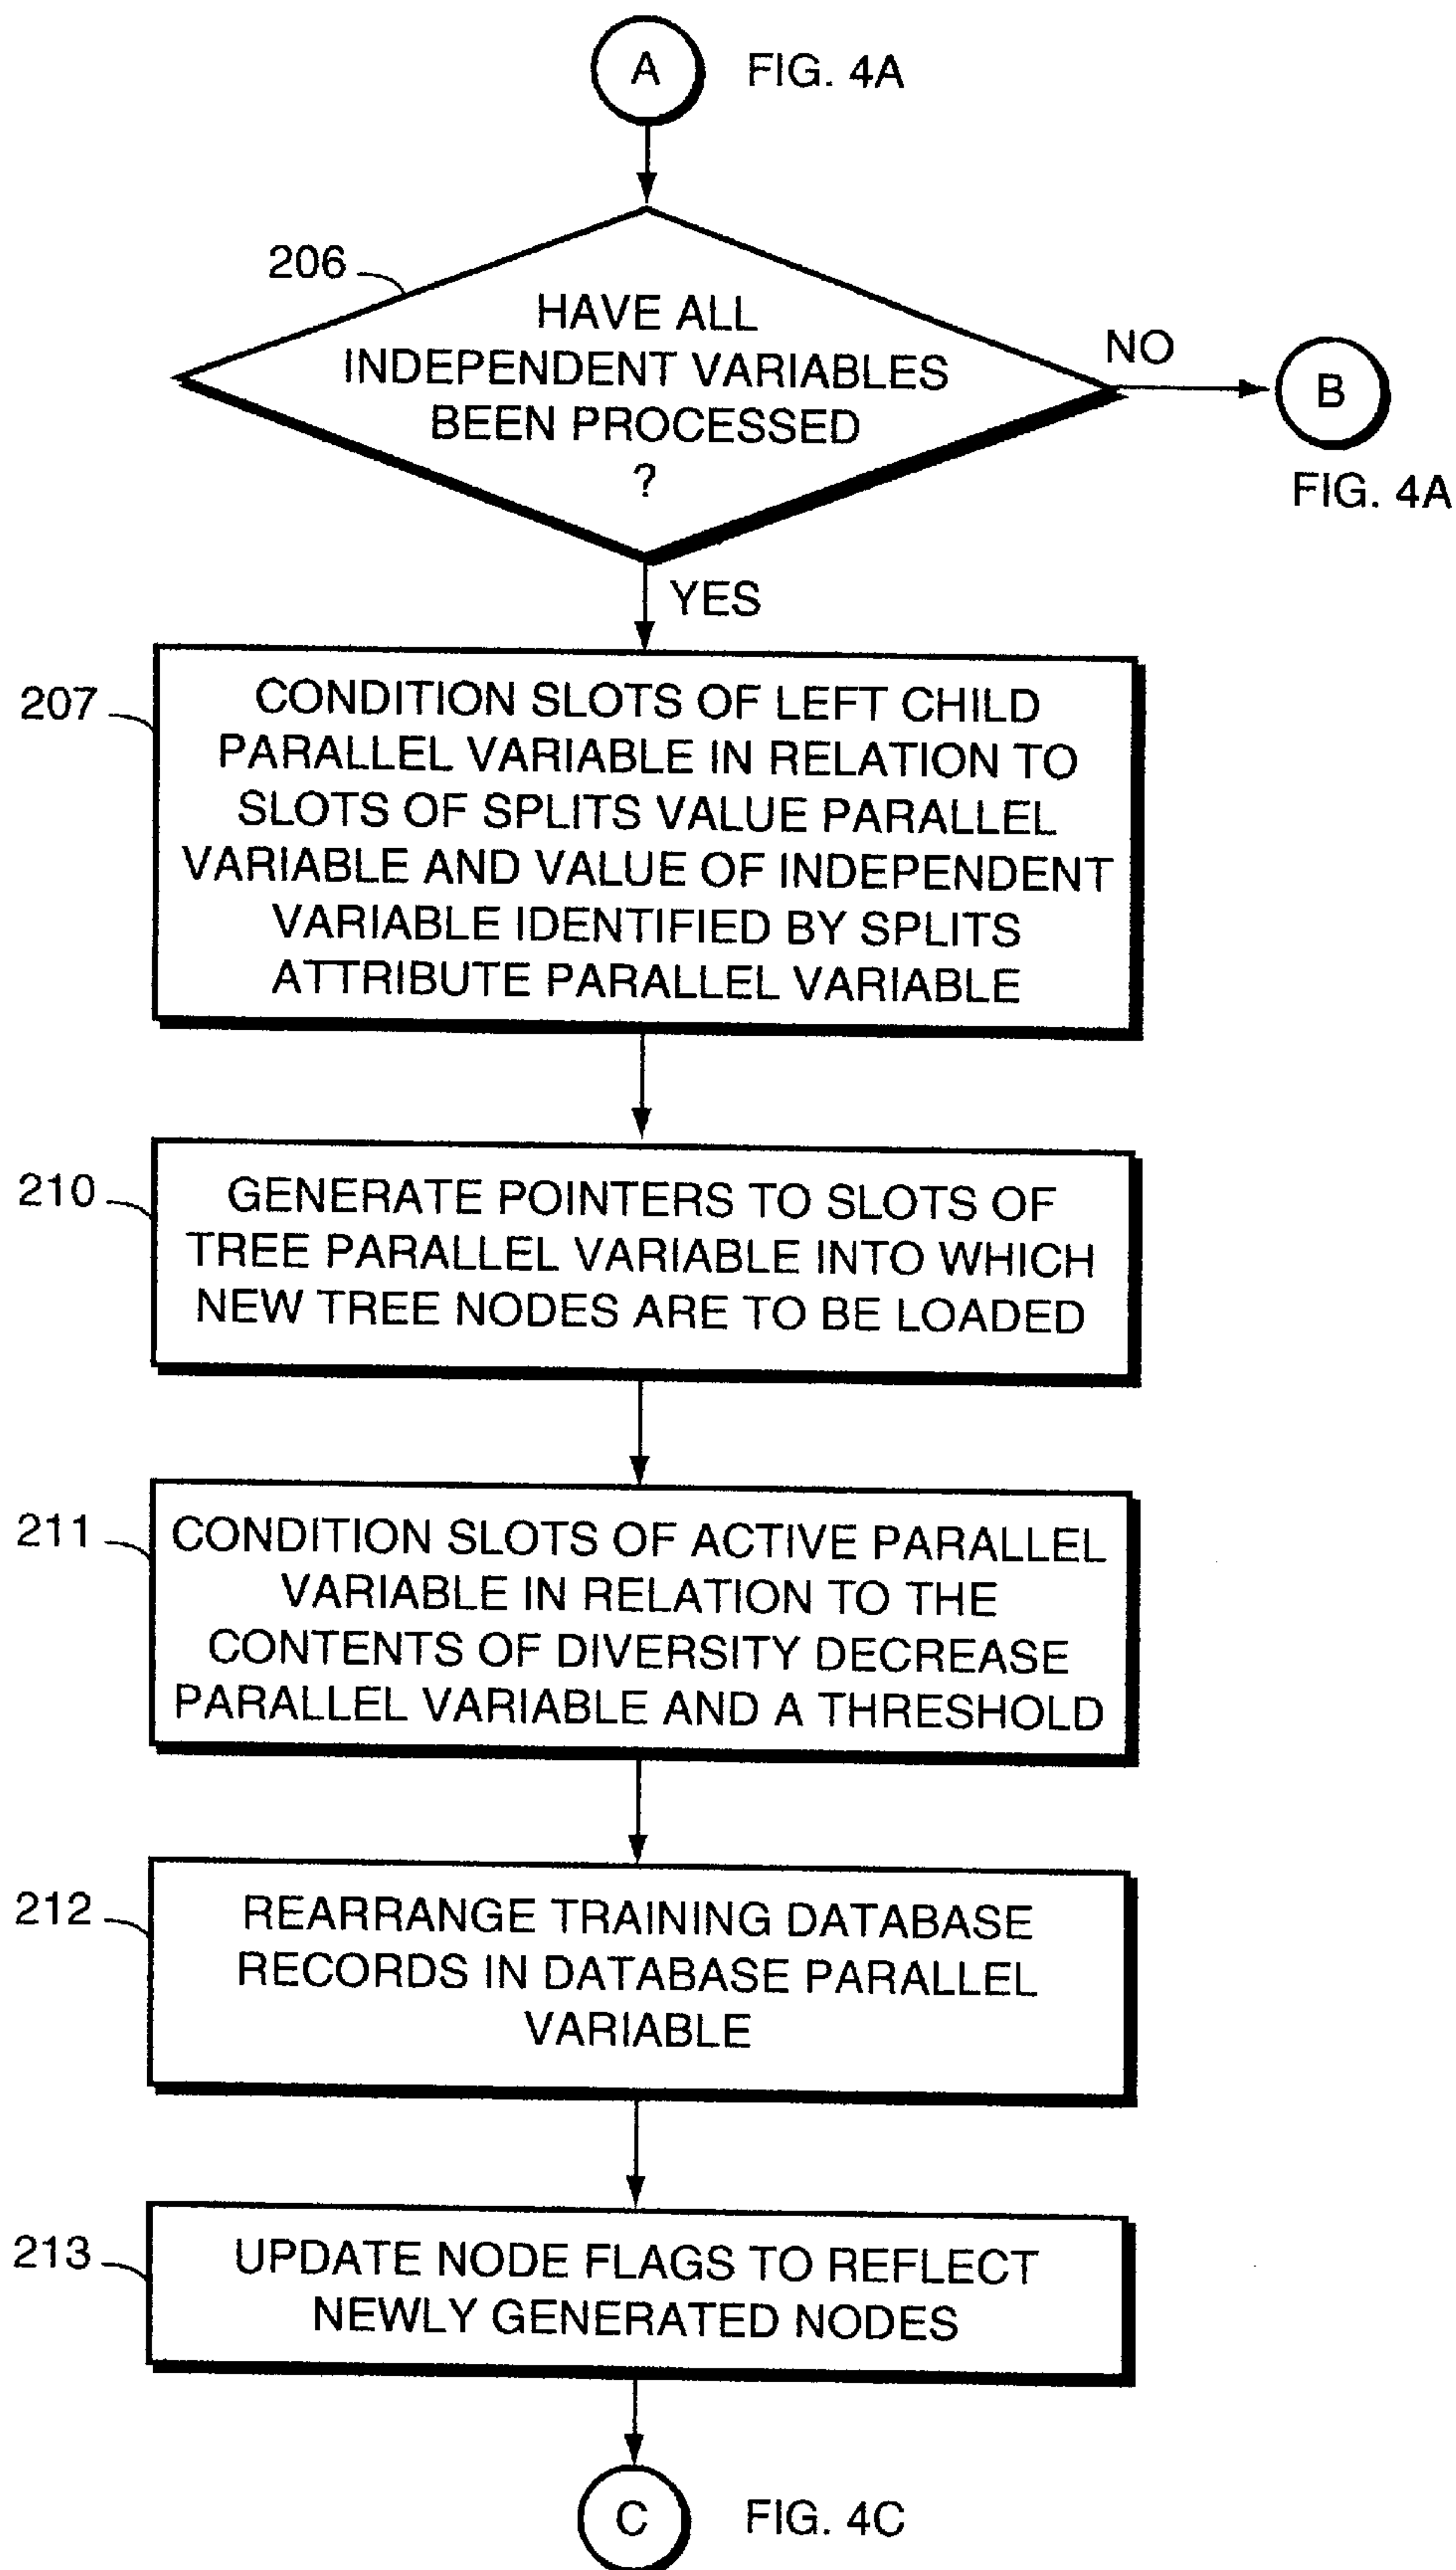 A FIG. 4A
206
HAVE ALL
INDEPENDENT VARIABLES
BEEN PROCESSED
?
NO
B
FIG. 4A
YES
207
CONDITION SLOTS OF LEFT CHILD
PARALLEL VARIABLE IN RELATION TO
SLOTS OF SPLITS VALUE PARALLEL
VARIABLE AND VALUE OF INDEPENDENT
VARIABLE IDENTIFIED BY SPLITS
ATTRIBUTE PARALLEL VARIABLE
210
GENERATE POINTERS TO SLOTS OF
TREE PARALLEL VARIABLE INTO WHICH
NEW TREE NODES ARE TO BE LOADED
211
CONDITION SLOTS OF ACTIVE PARALLEL
VARIABLE IN RELATION TO THE
CONTENTS OF DIVERSITY DECREASE
PARALLEL VARIABLE AND A THRESHOLD
212
REARRANGE TRAINING DATABASE
RECORDS IN DATABASE PARALLEL
VARIABLE
213
UPDATE NODE FLAGS TO REFLECT
NEWLY GENERATED NODES
C FIG. 4C